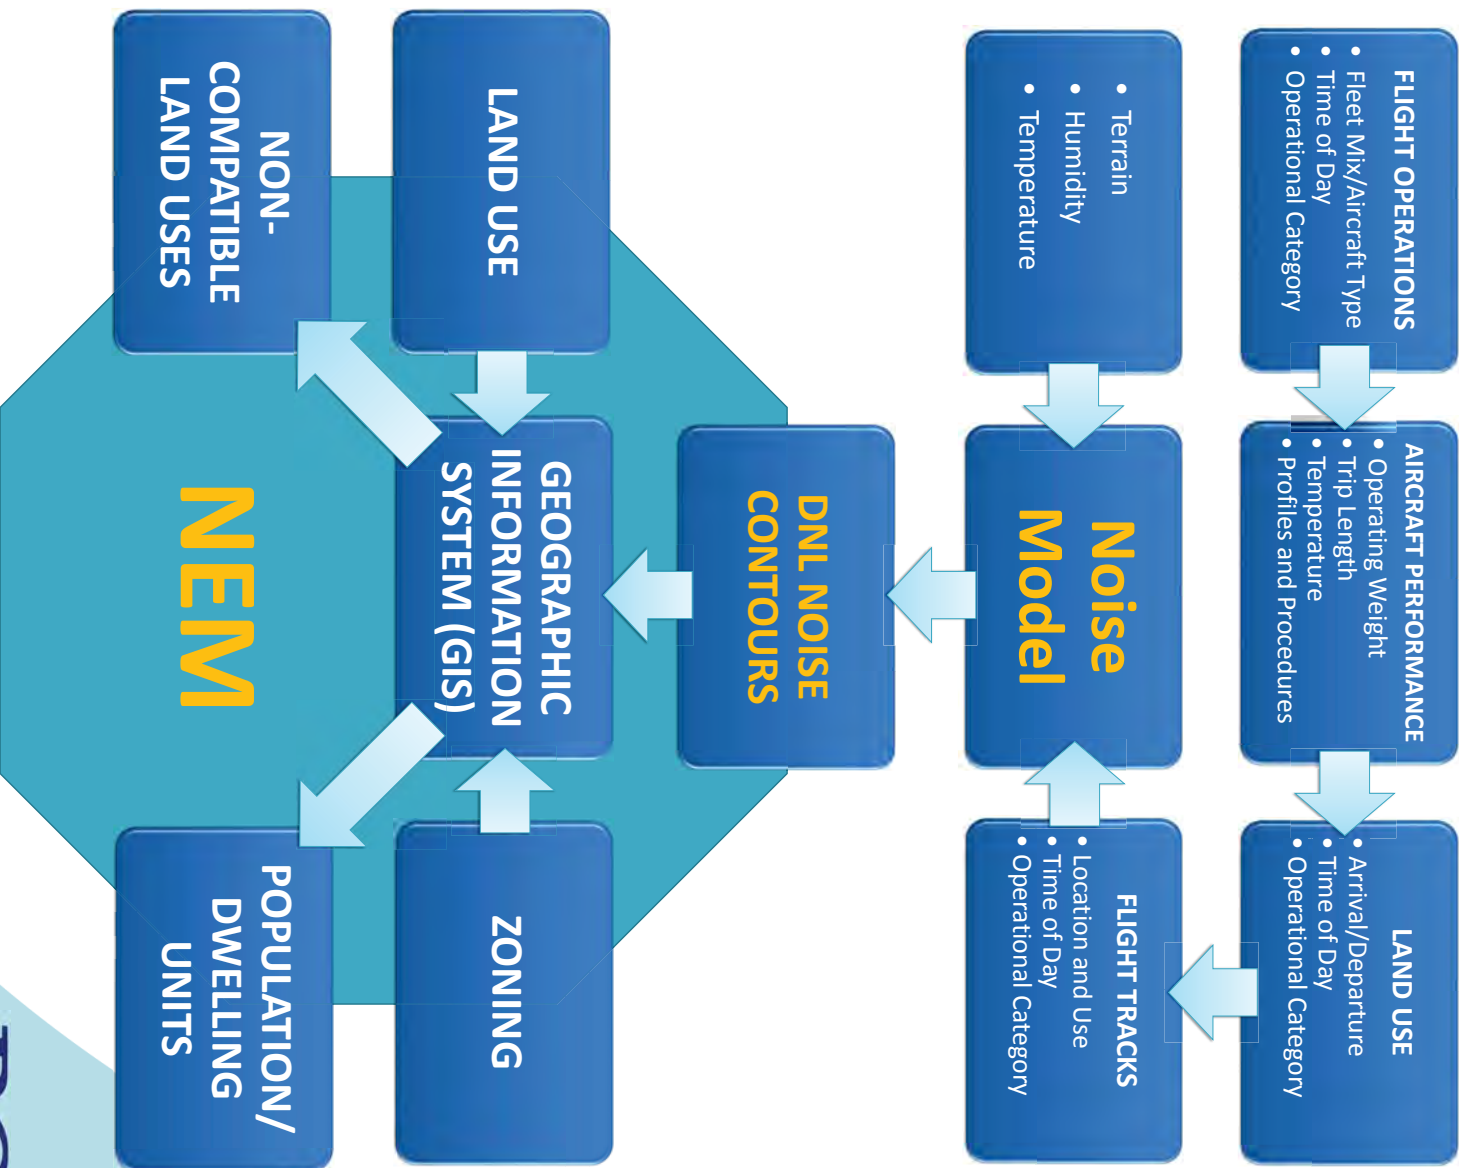 FLIGHT OPERATIONS
• Fleet Mix/Aircraft Type
• Time of Day
• Operational Category
AIRCRAFT PERFORMANCE
• Operating Weight
• Trip Length
• Temperature
• Profiles and Procedures
LAND USE
• Arrival/Departure
• Time of Day
• Operational Category
• Terrain
• Humidity
• Temperature
Noise
Model
FLIGHT TRACKS
• Location and Use
• Time of Day
• Operational Category
DNL NOISE
CONTOURS
LAND USE
GEOGRAPHIC
INFORMATION
SYSTEM (GIS)
ZONING
NON-
COMPATIBLE
LAND USES
NEM
POPULATION/
DWELLING
UNITS